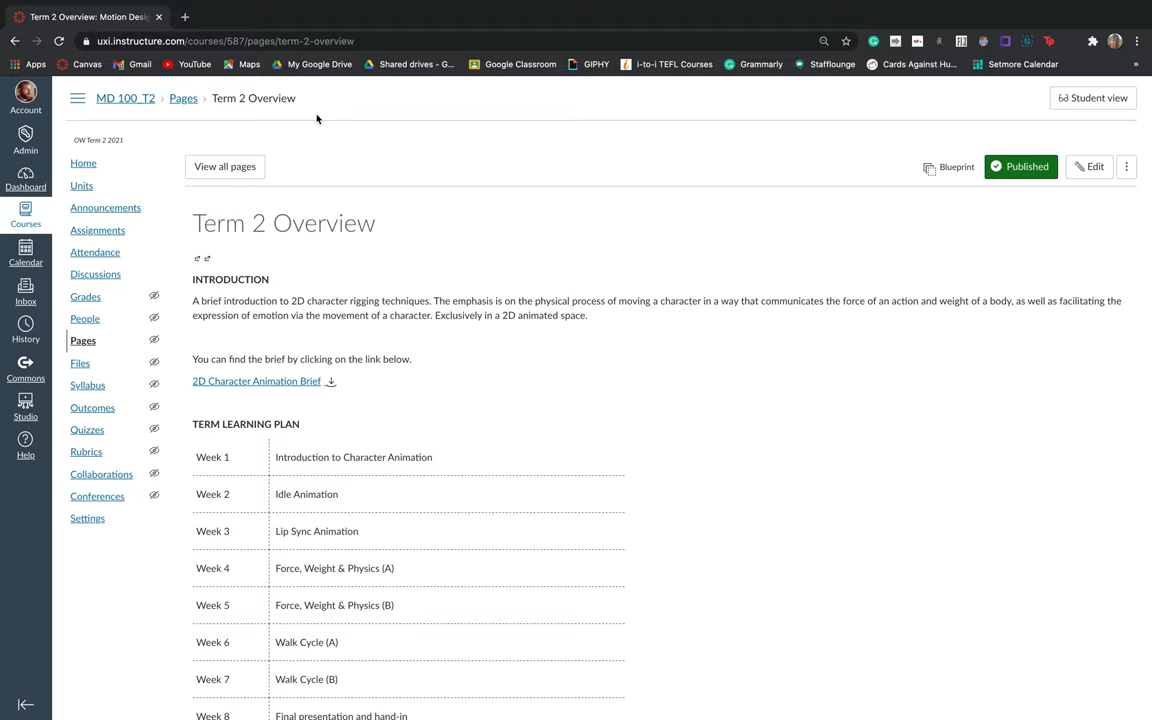 Term 2 Overview: Motion Desi
uxi.instructure.com/courses/587/pages/term-2-overview
Apps Canvas Gmail YouTube Maps My Google Drive Shared drives - G... Google Classroom GIPHY i-to-i TEFL Courses Grammarly Stafflounge Cards Against Hu... Setmore Calendar »
Account
Admin
Dashboard
Courses
Calendar
Inbox
History
Commons
Studio
Help
MD 100_T2 › Pages › Term 2 Overview
Student view
OW Term 2 2021
Home
Units
Announcements
Assignments
Attendance
Discussions
Grades
People
Pages
Files
Syllabus
Outcomes
Quizzes
Rubrics
Collaborations
Conferences
Settings
View all pages
Blueprint
Published
Edit
Term 2 Overview
INTRODUCTION
A brief introduction to 2D character rigging techniques. The emphasis is on the physical process of moving a character in a way that communicates the force of an action and weight of a body, as well as facilitating the
expression of emotion via the movement of a character. Exclusively in a 2D animated space.
You can find the brief by clicking on the link below.
2D Character Animation Brief
TERM LEARNING PLAN
Week 1 Introduction to Character Animation
Week 2 Idle Animation
Week 3 Lip Sync Animation
Week 4 Force, Weight & Physics (A)
Week 5 Force, Weight & Physics (B)
Week 6 Walk Cycle (A)
Week 7 Walk Cycle (B)
Week 8 Final presentation and hand-in